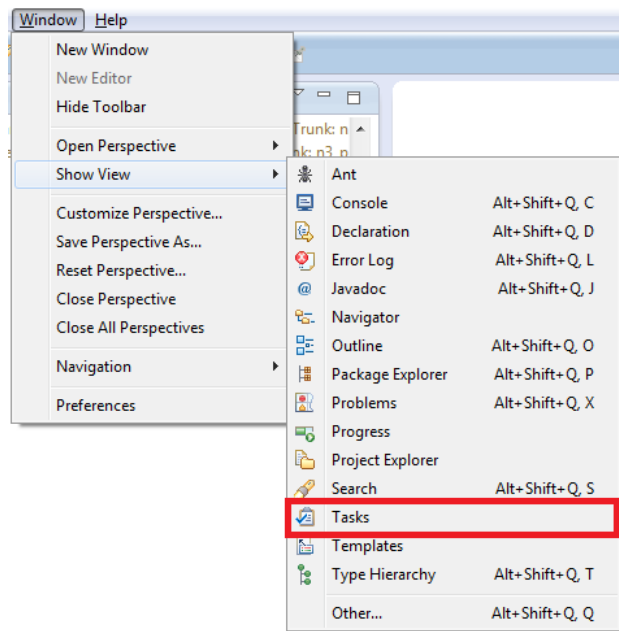 Window Help
New Window
New Editor
Hide Toolbar
Open Perspective
Show View
Customize Perspective...
Save Perspective As...
Reset Perspective...
Close Perspective
Close All Perspectives
Navigation
Preferences
Trunk: n
nk: n3_p
Ant
Console Alt+Shift+Q, C
Declaration Alt+Shift+Q, D
Error Log Alt+Shift+Q, L
Javadoc Alt+Shift+Q, J
Navigator
Outline Alt+Shift+Q, O
Package Explorer Alt+Shift+Q, P
Problems Alt+Shift+Q, X
Progress
Project Explorer
Search Alt+Shift+Q, S
Tasks
Templates
Type Hierarchy Alt+Shift+Q, T
Other... Alt+Shift+Q, Q